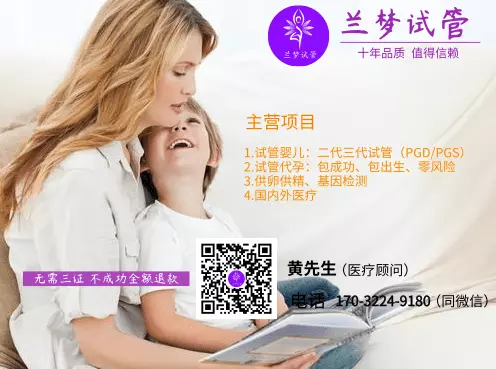 兰梦试管
兰梦试管
十年品质 值得信赖
主营项目
1.试管婴儿：二代三代试管（PGD/PGS）
2.试管代孕：包成功、包出生、零风险
3.供卵供精、基因检测
4.国内外医疗
无需三证 不成功全额退款
黄先生（医疗顾问）
电话 170-3224-9180（同微信）